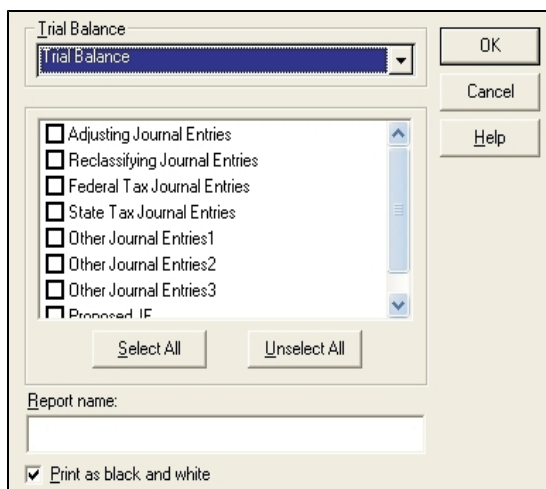 Trial Balance
Trial Balance
OK
Cancel
Help
Adjusting Journal Entries
Reclassifying Journal Entries
Federal Tax Journal Entries
State Tax Journal Entries
Other Journal Entries1
Other Journal Entries2
Other Journal Entries3
Proposed JE
Select All
Unselect All
Report name:
Print as black and white